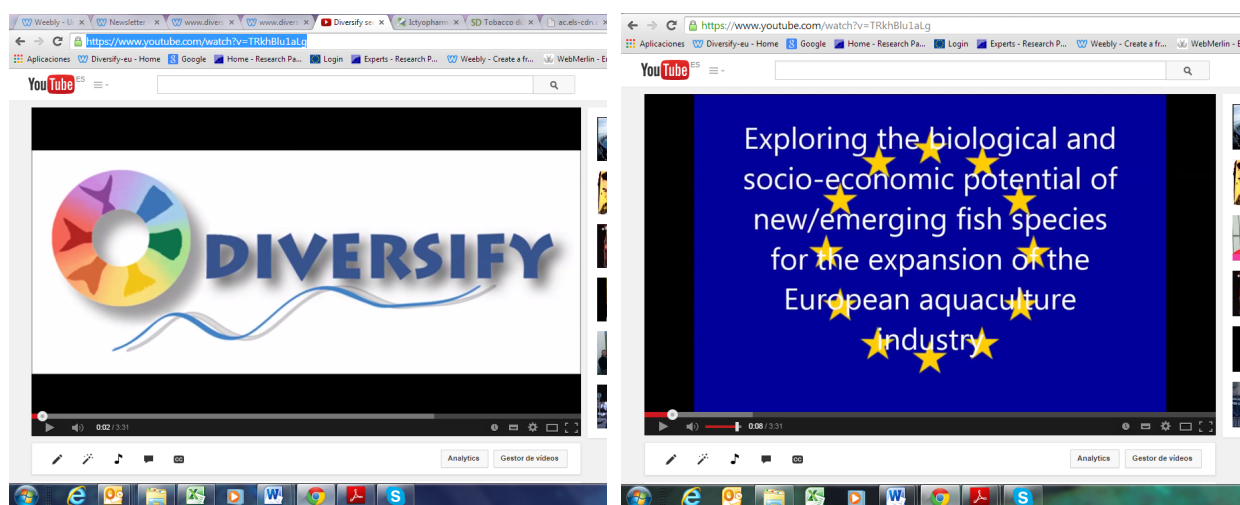 Weebly - U
Newsletter
www.divers
www.divers
Diversify se
Ictyopharm
SD Tobacco di
ac.els-cdn.c
https://www.youtube.com/watch?v=TRkhBlu1aLg
Aplicaciones
Diversify-eu - Home
Google
Home - Research Pa...
Login
Experts - Research P...
Weebly - Create a fr...
WebMerlin - En
YouTube ES
DIVERSIFY
0:02 / 3:31
Analytics
Gestor de vídeos
https://www.youtube.com/watch?v=TRkhBlu1aLg
Aplicaciones
Diversify-eu - Home
Google
Home - Research Pa...
Login
Experts - Research P...
Weebly - Create a fr...
WebMerlin - E
YouTube ES
Exploring the biological and
socio-economic potential of
new/emerging fish species
for the expansion of the
European aquaculture
industry
0:08 / 3:31
Analytics
Gestor de vídeos